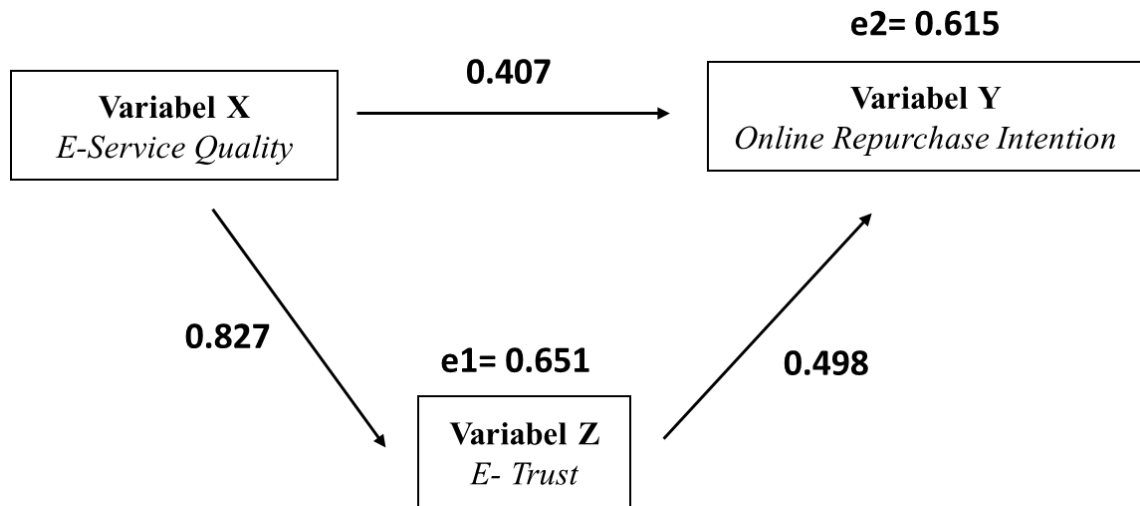 e2= 0.615
0.407
Variabel X
E-Service Quality
Variabel Y
Online Repurchase Intention
0.827
e1= 0.651
0.498
Variabel Z
E- Trust